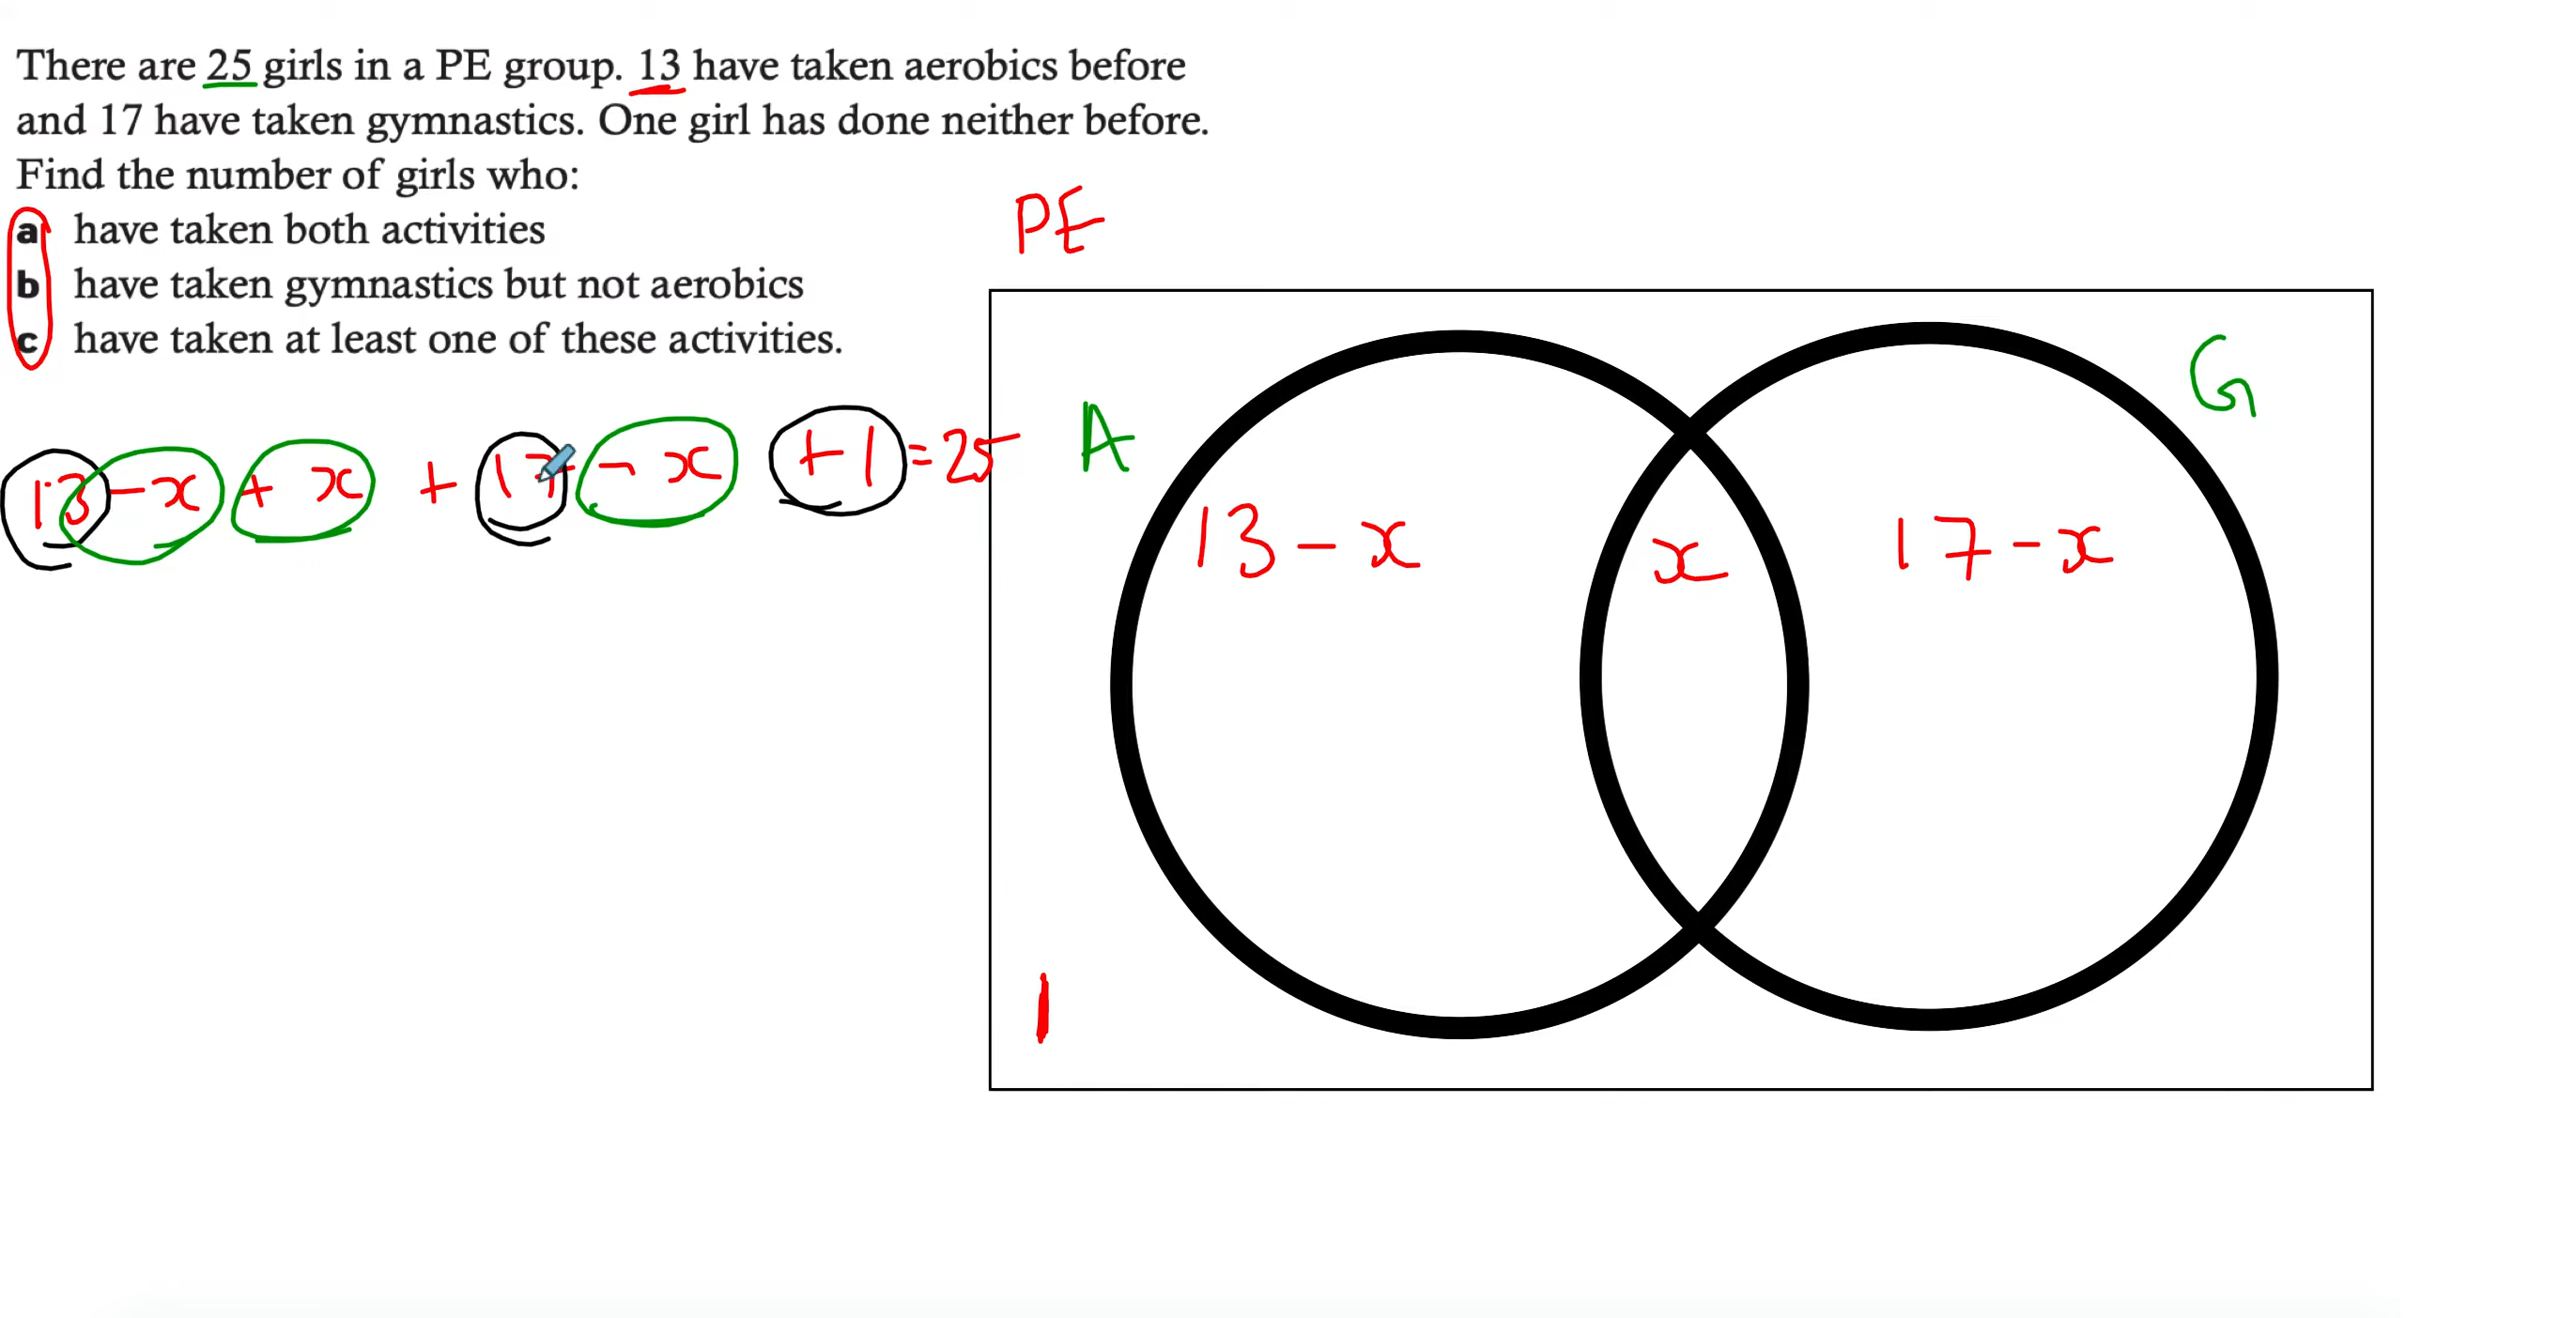 There are 25 girls in a PE group. 13 have taken aerobics before
and 17 have taken gymnastics. One girl has done neither before.
Find the number of girls who:
a have taken both activities
b have taken gymnastics but not aerobics
c have taken at least one of these activities.
13 - x + x + 17 - x + 1 = 25
PE
A
G
13 - x
x
17 - x
1